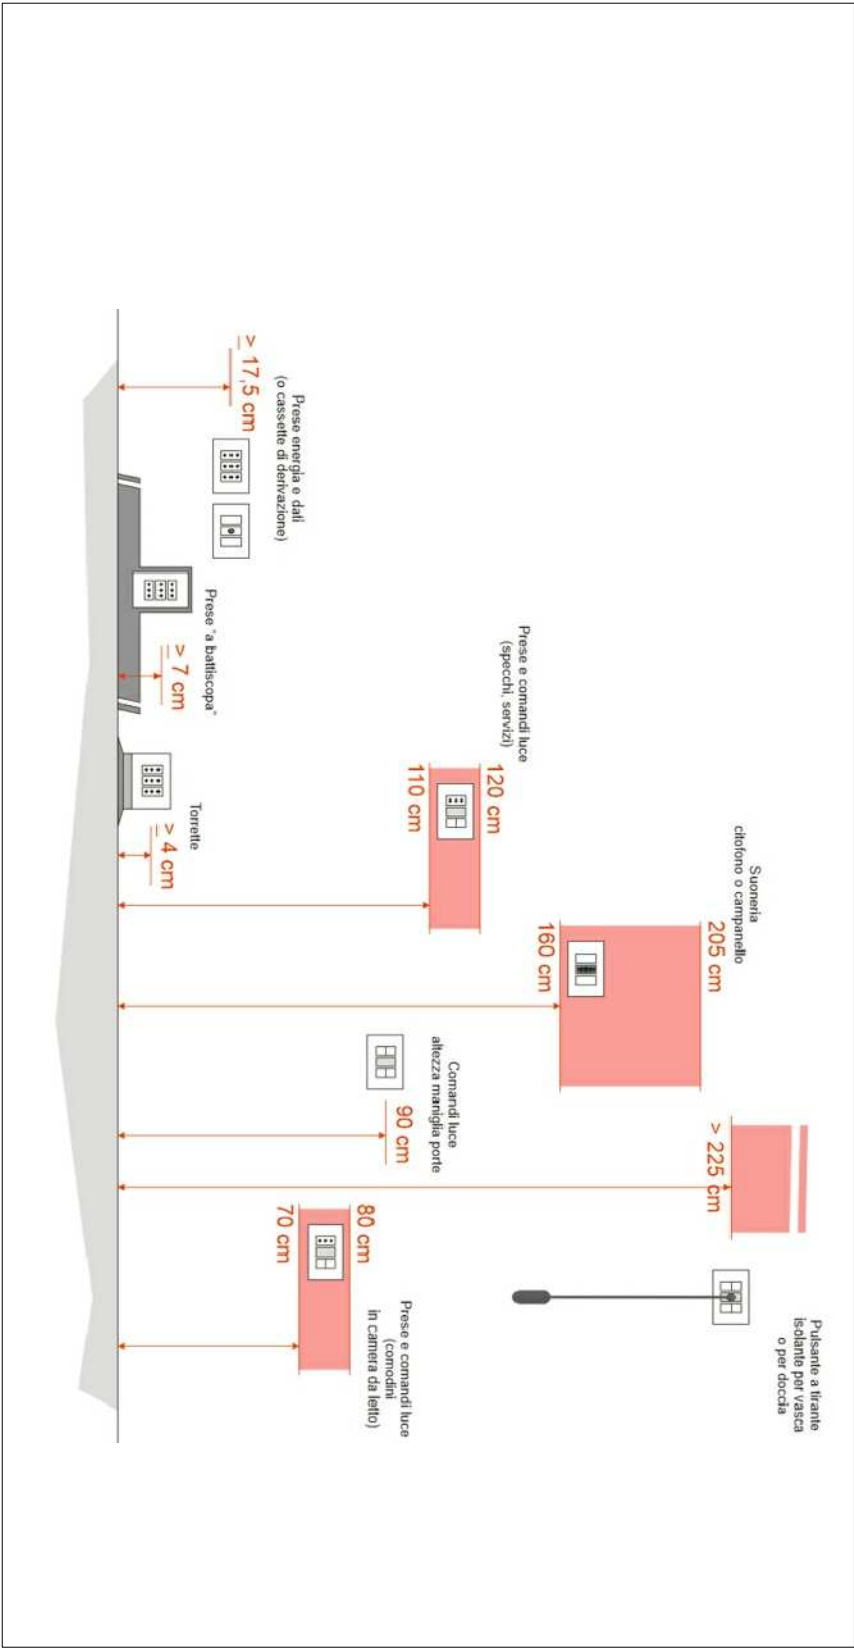 Pulsante a tirante
isolante per vasca
o per doccia
> 225 cm
Suoneria
citofono o campanello
205 cm
160 cm
Prese e comandi luce
(specchi, servizi)
120 cm
110 cm
Comandi luce
altezza maniglia porte
90 cm
Prese e comandi luce
(comodini
in camera da letto)
80 cm
70 cm
Prese energia e dati
(o cassette di derivazione)
≥ 17,5 cm
Prese "a battiscopa"
≥ 7 cm
Torrette
≥ 4 cm